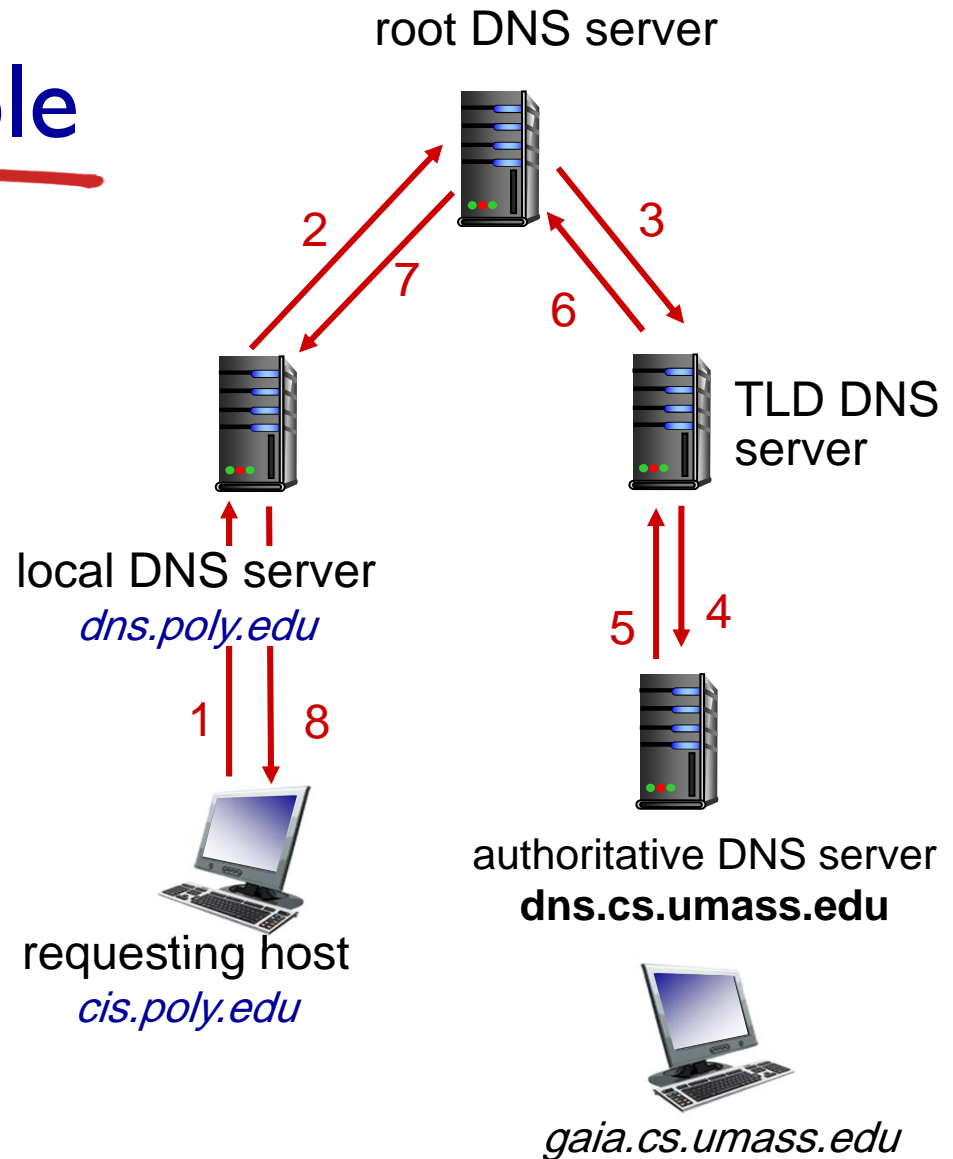 root DNS server
2
7
3
6
TLD DNS
server
local DNS server
dns.poly.edu
5
4
1
8
authoritative DNS server
dns.cs.umass.edu
requesting host
cis.poly.edu
gaia.cs.umass.edu